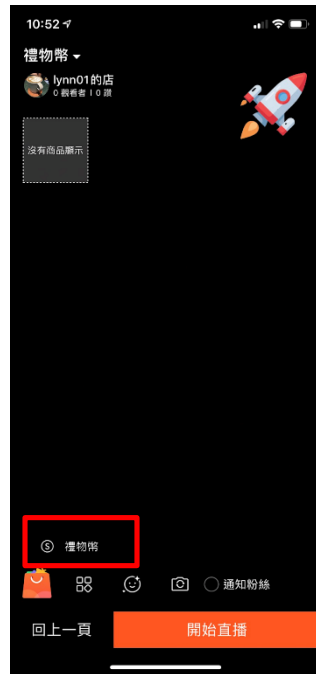 10:52
禮物幣
lynn01的店
0 觀看者 | 0 讚
沒有商品顯示
Ⓢ 禮物幣
通知粉絲
回上一頁
開始直播